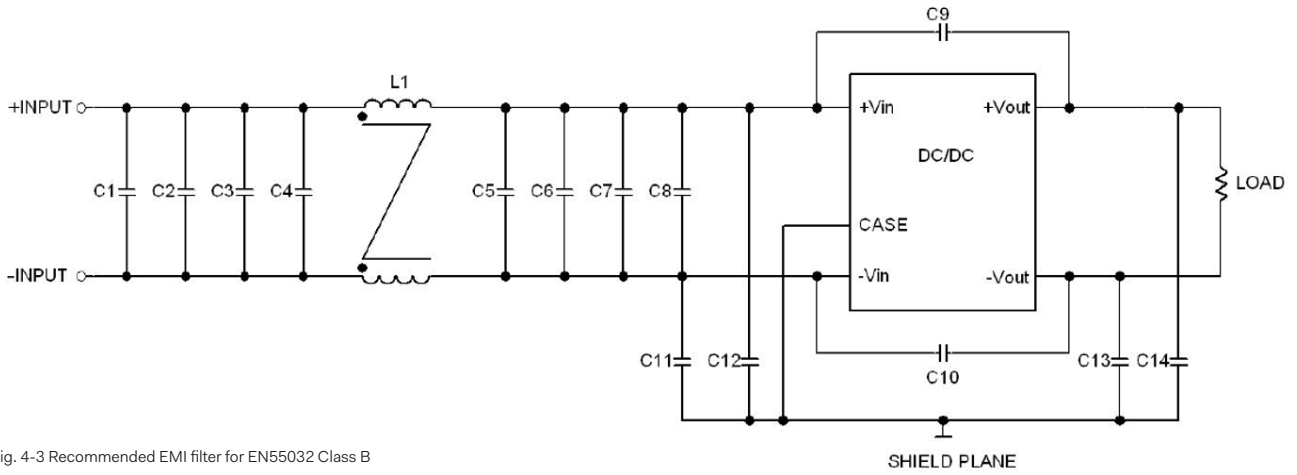 C9
L1
+INPUT
+Vin
+Vout
DC/DC
C1
C2
C3
C4
C5
C6
C7
C8
LOAD
CASE
-INPUT
-Vin
-Vout
C11
C12
C10
C13
C14
ig. 4-3 Recommended EMI filter for EN55032 Class B
SHIELD PLANE